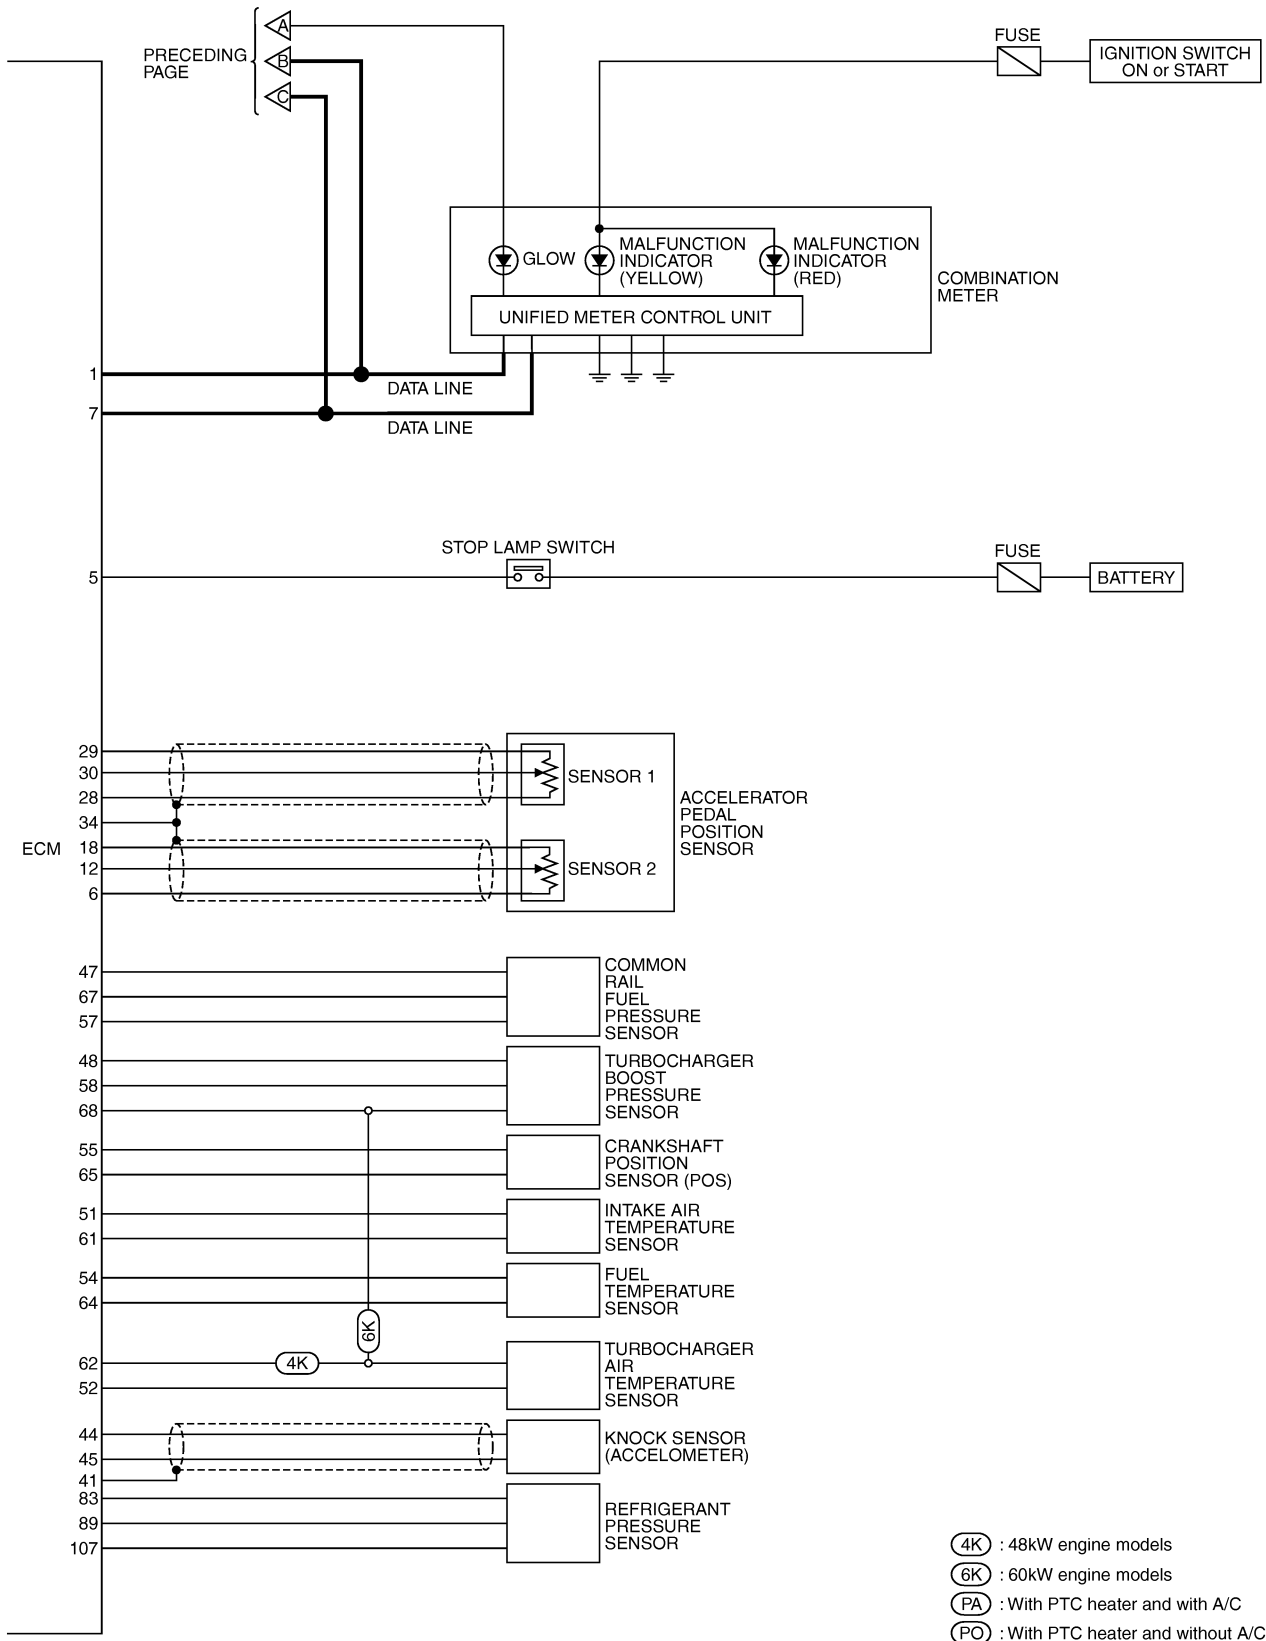 A
PRECEDING
PAGE
B
C
FUSE
IGNITION SWITCH
ON or START
GLOW
MALFUNCTION
INDICATOR
(YELLOW)
MALFUNCTION
INDICATOR
(RED)
COMBINATION
METER
UNIFIED METER CONTROL UNIT
1
DATA LINE
7
DATA LINE
STOP LAMP SWITCH
FUSE
5
BATTERY
29
30
28
34
ECM
18
12
6
SENSOR 1
SENSOR 2
ACCELERATOR
PEDAL
POSITION
SENSOR
47
67
57
COMMON
RAIL
FUEL
PRESSURE
SENSOR
48
58
68
TURBOCHARGER
BOOST
PRESSURE
SENSOR
55
65
CRANKSHAFT
POSITION
SENSOR (POS)
51
61
INTAKE AIR
TEMPERATURE
SENSOR
54
64
FUEL
TEMPERATURE
SENSOR
6K
62
4K
52
TURBOCHARGER
AIR
TEMPERATURE
SENSOR
44
45
41
KNOCK SENSOR
(ACCELOMETER)
83
89
107
REFRIGERANT
PRESSURE
SENSOR
4K : 48kW engine models
6K : 60kW engine models
PA : With PTC heater and with A/C
PO : With PTC heater and without A/C